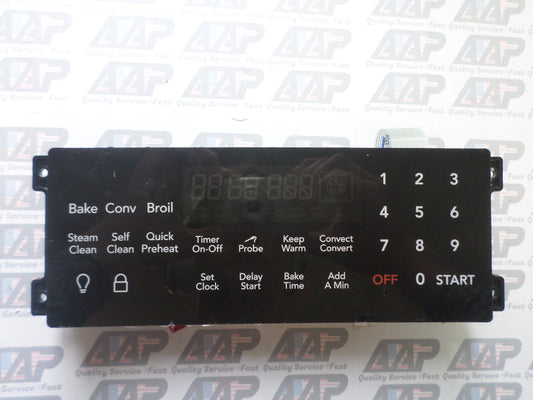 1 2 3
Bake Conv Broil
4 5 6
Steam Clean
Self Clean
Quick Preheat
Timer On-Off
Probe
Keep Warm
Convect Convert
7 8 9
Set Clock
Delay Start
Bake Time
Add A Min
OFF 0 START
AAP
Quality Service &Fast